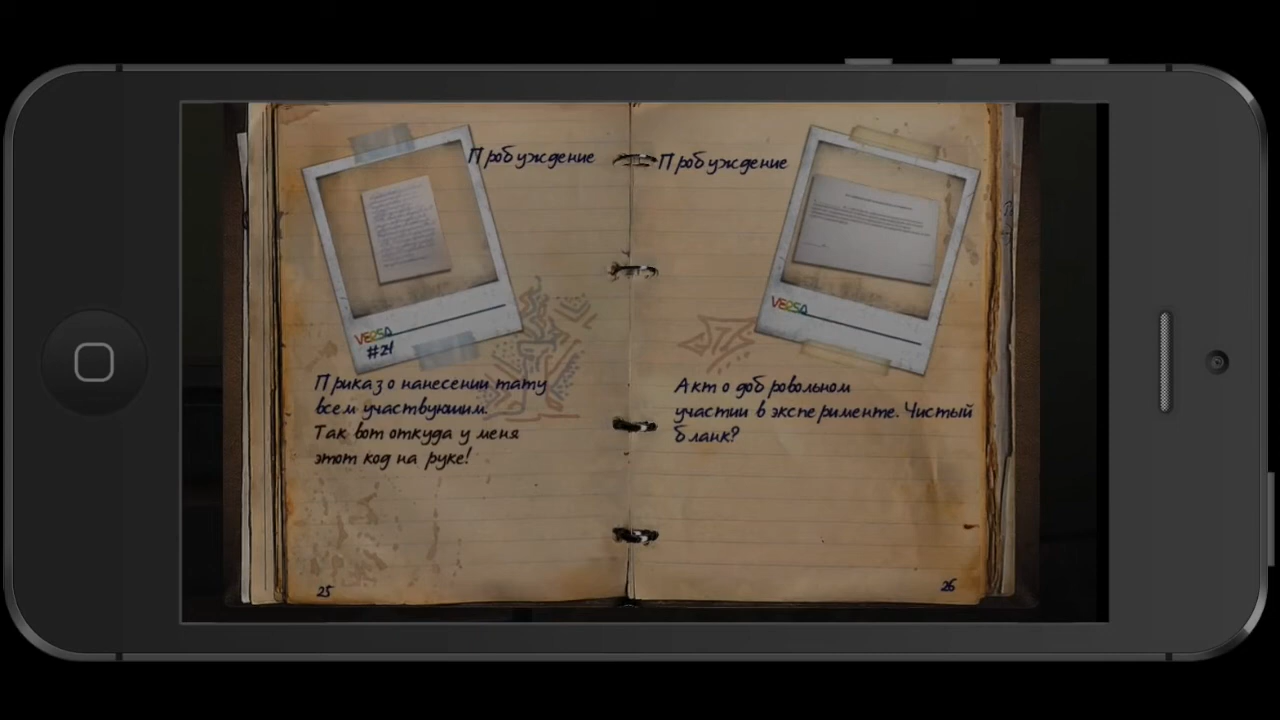 Пробуждение
VERSA
#24
Приказ о нанесении тату
всем участвующим.
Так вот откуда у меня
этот код на руке!
25
Пробуждение
VERSA
Акт о добровольном
участии в эксперименте. Чистый
бланк?
26